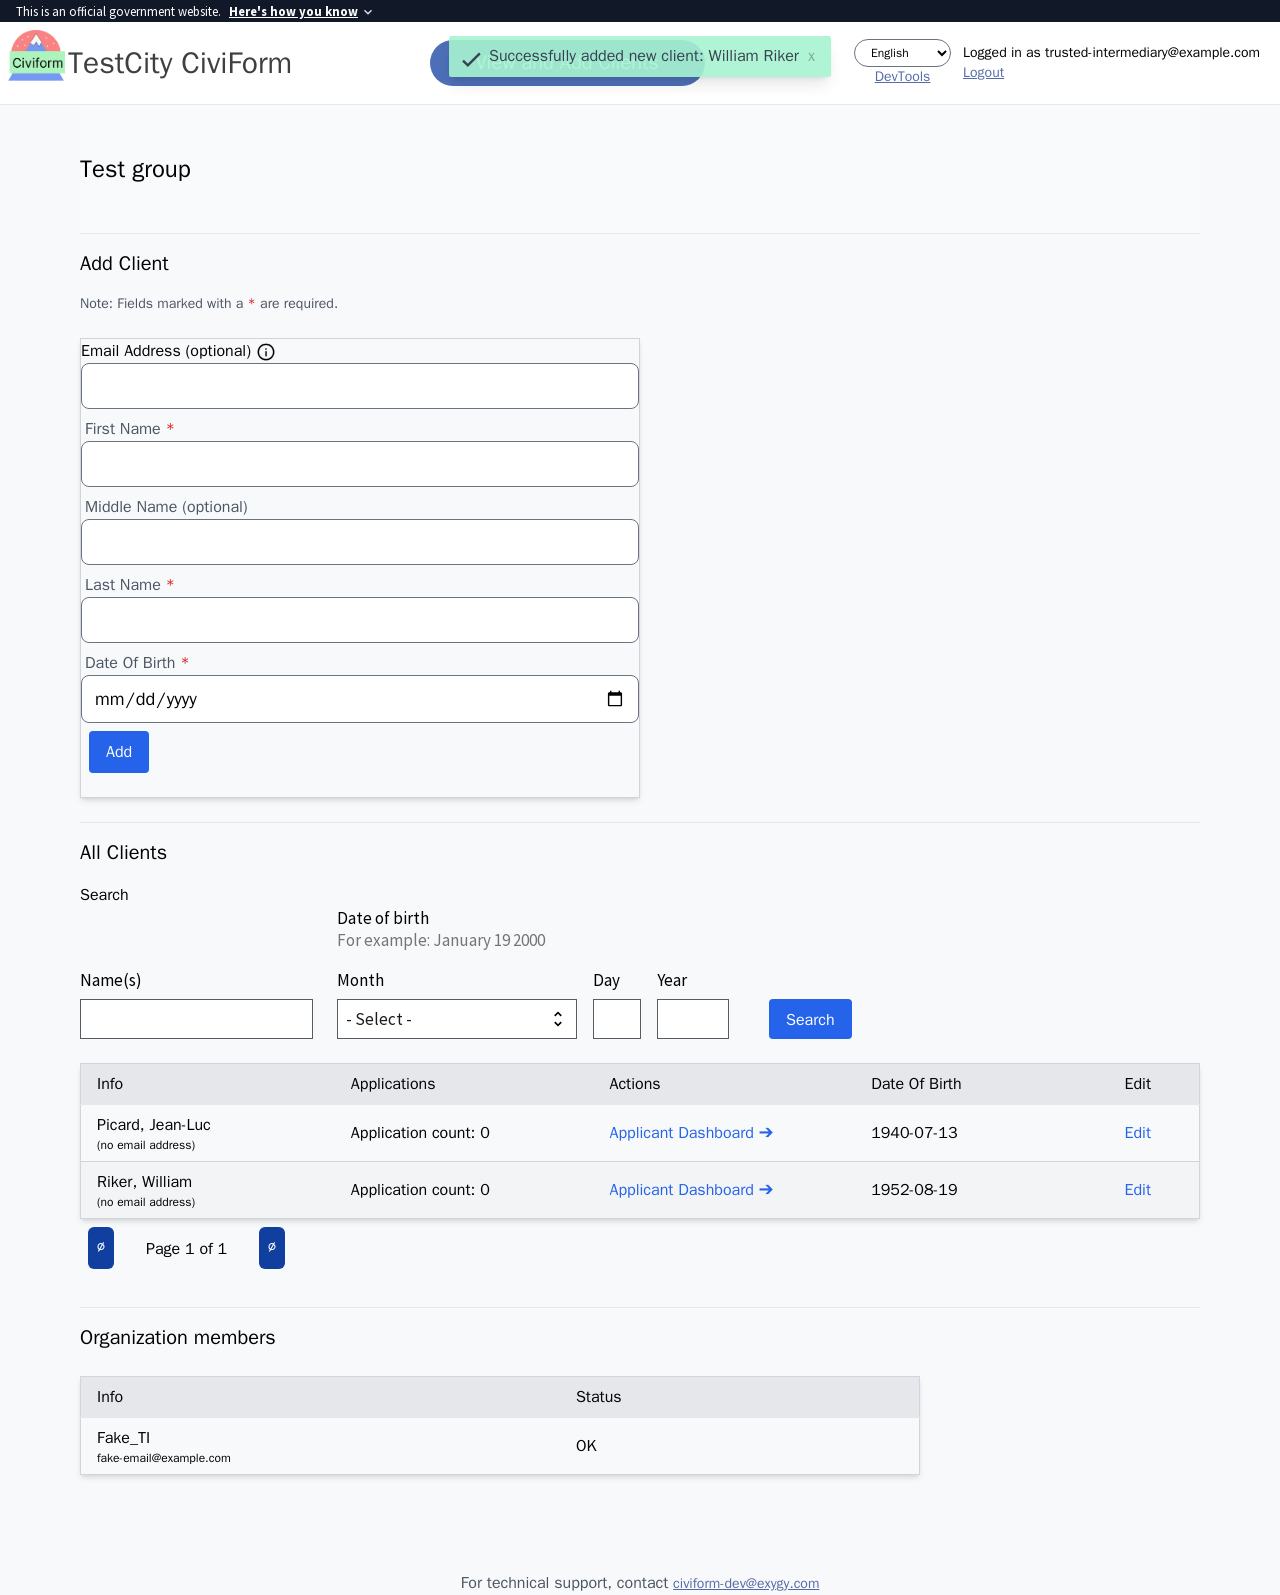 This is an official government website. Here's how you know
Civiform TestCity CiviForm
Successfully added new client: William Riker x
English
Logged in as trusted-intermediary@example.com
DevTools
Logout
Test group
Add Client
Note: Fields marked with a * are required.
Email Address (optional)
First Name *
Middle Name (optional)
Last Name *
Date Of Birth *
mm/dd/yyyy
Add
All Clients
Search
Date of birth
For example: January 19 2000
Name(s) Month Day Year
- Select - Search
Info Applications Actions Date Of Birth Edit
Picard, Jean-Luc
(no email address)
Application count: 0 Applicant Dashboard ➔ 1940-07-13 Edit
Riker, William
(no email address)
Application count: 0 Applicant Dashboard ➔ 1952-08-19 Edit
∅ Page 1 of 1 ∅
Organization members
Info Status
Fake_TI
fake-email@example.com
OK
For technical support, contact civiform-dev@exygy.com